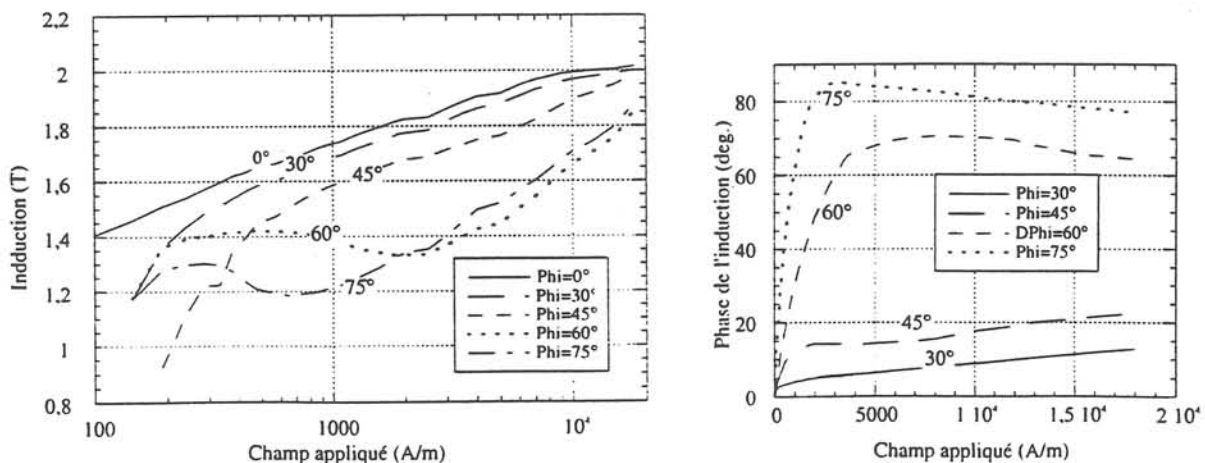 2,2
2
1.8
1.6
1.4
1.2
1
0.8
100
1000
10⁴
Indduction (T)
Champ appliqué (A/m)
0°
30°
45°
60°
75°
Phi=0°
Phi=30°
Phi=45°
Phi=60°
Phi=75°
80
60
40
20
0
0
5000
1 10⁴
1,5 10⁴
2 10⁴
Phase de l'induction (deg.)
Champ appliqué (A/m)
75°
60°
45°
30°
Phi=30°
Phi=45°
DPhi=60°
Phi=75°